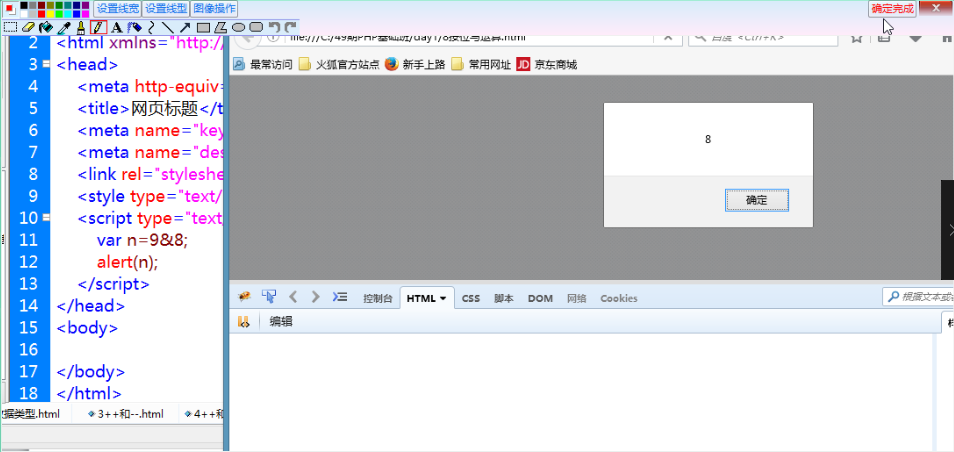 设置线宽 设置线型 图像操作 确定完成
file:///C:/49期PHP基础班/day1/8按位与运算.html 百度 <Ctrl+K>
最常访问 火狐官方站点 新手上路 常用网址 JD 京东商城
2 <html xmlns="http:/
3 <head>
4 <meta http-equiv=
5 <title>网页标题</t
6 <meta name="key
7 <meta name="des
8 <link rel="styleshe
9 <style type="text/
10 <script type="text
11 var n=9&8;
12 alert(n);
13 </script>
14 </head>
15 <body>
16
17 </body>
18 </html>
8
确定
控制台 HTML CSS 脚本 DOM 网络 Cookies
根据文本或
编辑
据类型.html 3++和--.html 4++和